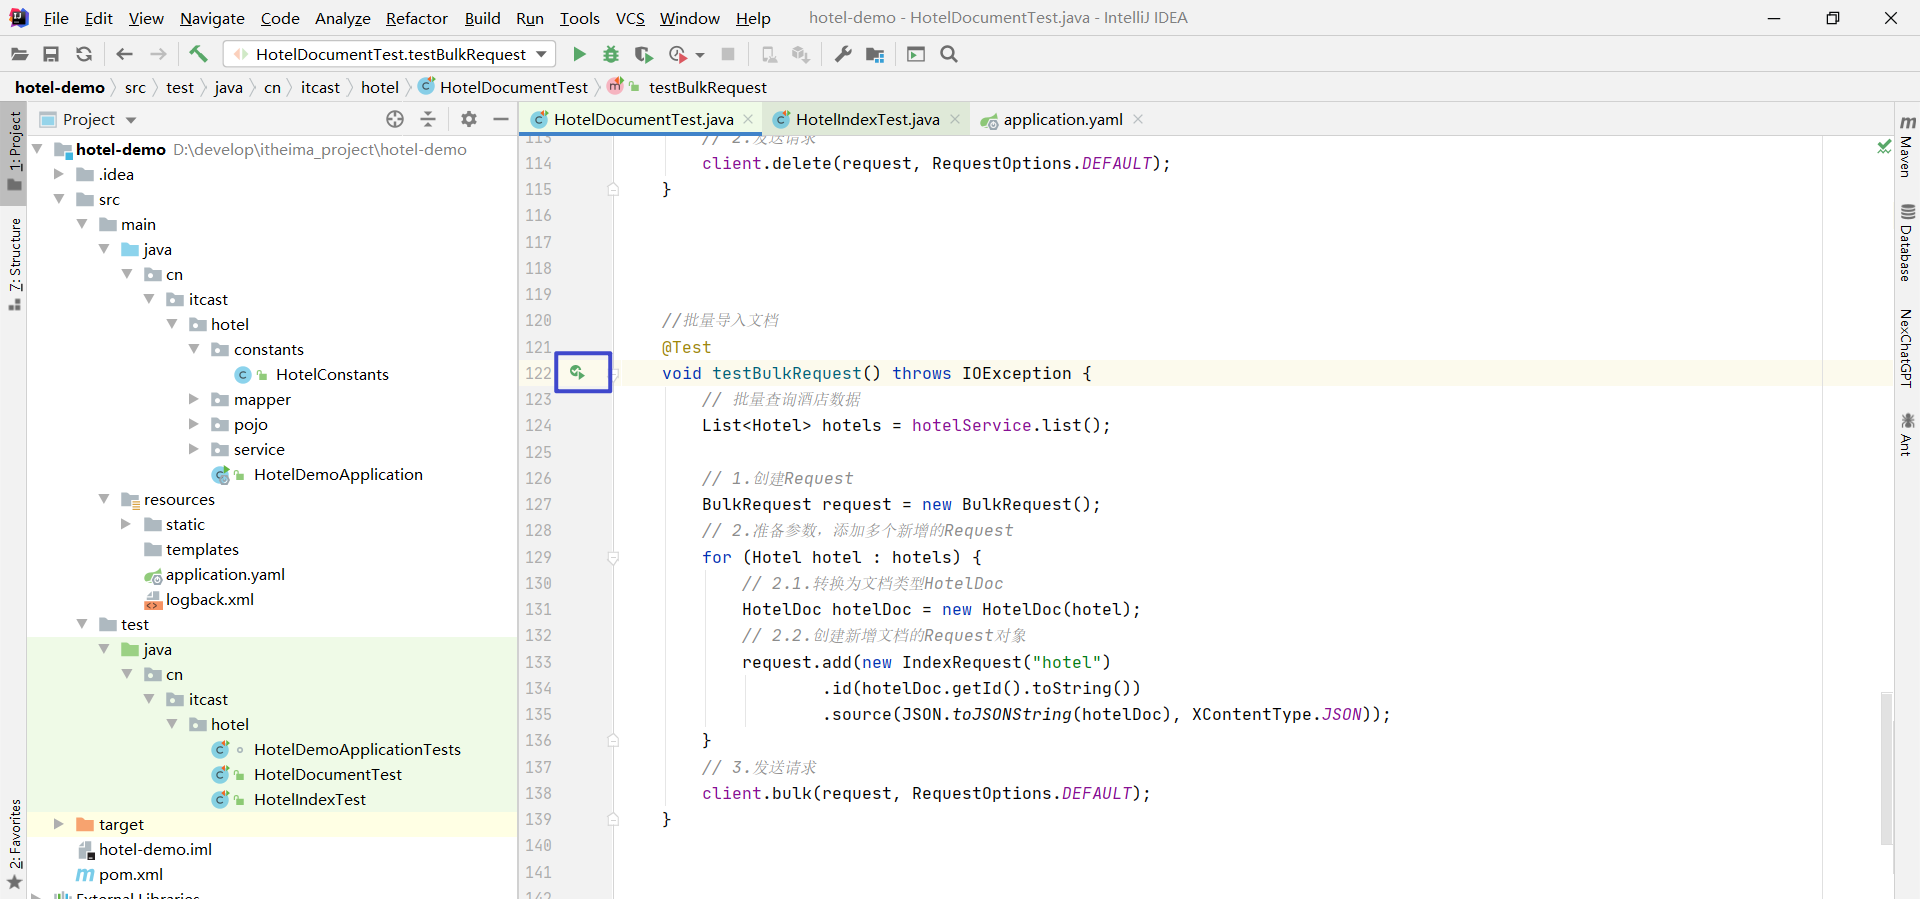 File Edit View Navigate Code Analyze Refactor Build Run Tools VCS Window Help hotel-demo - HotelDocumentTest.java - IntelliJ IDEA
HotelDocumentTest.testBulkRequest
hotel-demo src test java cn itcast hotel HotelDocumentTest testBulkRequest
1: Project
7: Structure
2: Favorites
Project
hotel-demo D:\develop\itheima_project\hotel-demo
.idea
src
main
java
cn
itcast
hotel
constants
HotelConstants
mapper
pojo
service
HotelDemoApplication
resources
static
templates
application.yaml
logback.xml
test
java
cn
itcast
hotel
HotelDemoApplicationTests
HotelDocumentTest
HotelIndexTest
target
hotel-demo.iml
pom.xml
External Libraries
HotelDocumentTest.java HotelIndexTest.java application.yaml
113 // 2.发送请求
114 client.delete(request, RequestOptions.DEFAULT);
115 }
116
117
118
119
120 //批量导入文档
121 @Test
122 void testBulkRequest() throws IOException {
123 // 批量查询酒店数据
124 List<Hotel> hotels = hotelService.list();
125
126 // 1.创建Request
127 BulkRequest request = new BulkRequest();
128 // 2.准备参数，添加多个新增的Request
129 for (Hotel hotel : hotels) {
130 // 2.1.转换为文档类型HotelDoc
131 HotelDoc hotelDoc = new HotelDoc(hotel);
132 // 2.2.创建新增文档的Request对象
133 request.add(new IndexRequest("hotel")
134 .id(hotelDoc.getId().toString())
135 .source(JSON.toJSONString(hotelDoc), XContentType.JSON));
136 }
137 // 3.发送请求
138 client.bulk(request, RequestOptions.DEFAULT);
139 }
140
141
142
Maven
Database
NexChatGPT
Ant